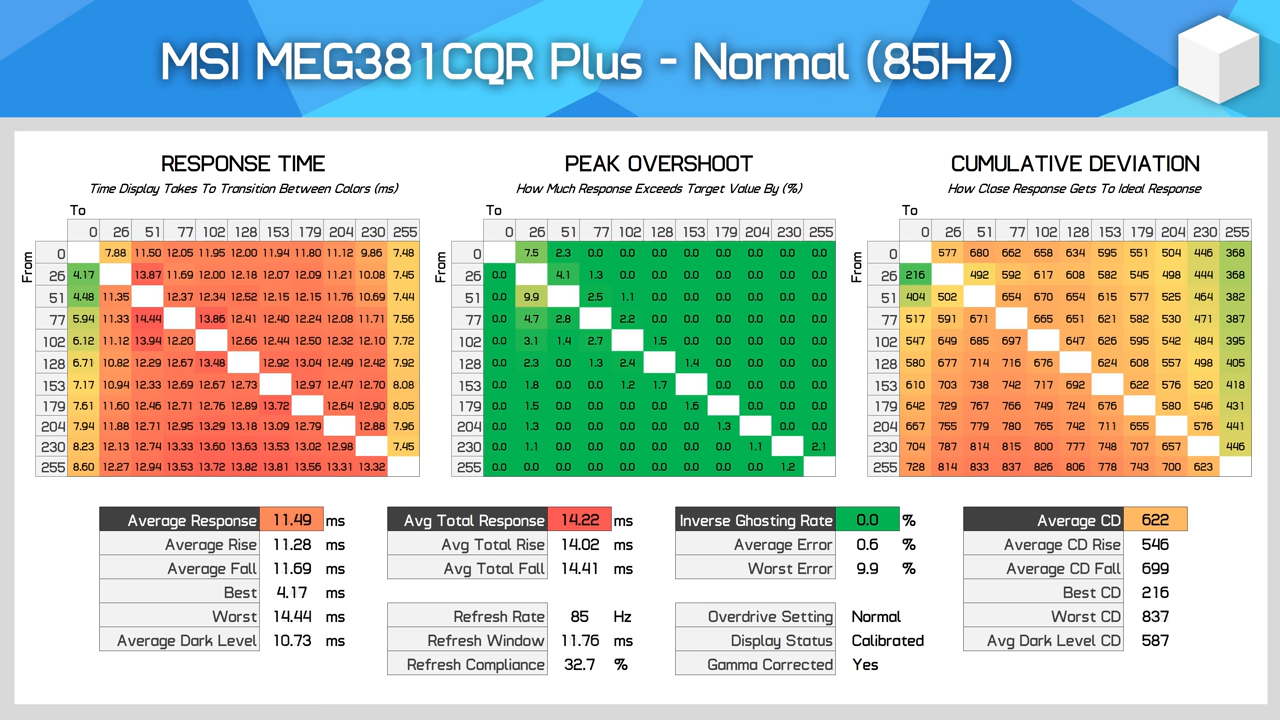 MSI MEG381CQR Plus - Normal (85Hz)
RESPONSE TIME
Time Display Takes To Transition Between Colors (ms)
To
0 26 51 77 102 128 153 179 204 230 255
From
0 7.88 11.50 12.05 11.95 12.00 11.94 11.80 11.12 9.86 7.48
26 4.17 13.87 11.69 12.00 12.18 12.07 12.09 11.21 10.08 7.45
51 4.48 11.35 12.37 12.34 12.52 12.15 12.15 11.76 10.69 7.44
77 5.94 11.33 14.44 13.86 12.41 12.40 12.24 12.08 11.71 7.56
102 6.12 11.12 13.94 12.20 12.66 12.44 12.50 12.32 12.10 7.72
128 6.71 10.82 12.29 12.67 13.48 12.92 13.04 12.49 12.42 7.92
153 7.17 10.94 12.33 12.69 12.67 12.73 12.97 12.47 12.70 8.08
179 7.61 11.60 12.46 12.71 12.76 12.89 13.72 12.64 12.90 8.05
204 7.94 11.88 12.71 12.95 13.29 13.18 13.09 12.79 12.88 7.96
230 8.23 12.13 12.74 13.33 13.60 13.63 13.53 13.02 12.98 7.45
255 8.60 12.27 12.94 13.53 13.72 13.82 13.81 13.56 13.31 13.32
PEAK OVERSHOOT
How Much Response Exceeds Target Value By (%)
To
0 26 51 77 102 128 153 179 204 230 255
From
0 7.5 2.3 0.0 0.0 0.0 0.0 0.0 0.0 0.0 0.0
26 0.0 4.1 1.3 0.0 0.0 0.0 0.0 0.0 0.0 0.0
51 0.0 9.9 2.5 1.1 0.0 0.0 0.0 0.0 0.0 0.0
77 0.0 4.7 2.8 2.2 0.0 0.0 0.0 0.0 0.0 0.0
102 0.0 3.1 1.4 2.7 1.5 0.0 0.0 0.0 0.0 0.0
128 0.0 2.3 0.0 1.3 2.4 1.4 0.0 0.0 0.0 0.0
153 0.0 1.8 0.0 0.0 1.2 1.7 0.0 0.0 0.0 0.0
179 0.0 1.5 0.0 0.0 0.0 0.0 1.6 0.0 0.0 0.0
204 0.0 1.3 0.0 0.0 0.0 0.0 0.0 1.3 0.0 0.0
230 0.0 1.1 0.0 0.0 0.0 0.0 0.0 0.0 1.1 2.1
255 0.0 0.0 0.0 0.0 0.0 0.0 0.0 0.0 0.0 1.2
CUMULATIVE DEVIATION
How Close Response Gets To Ideal Response
To
0 26 51 77 102 128 153 179 204 230 255
From
0 577 680 662 658 634 595 551 504 446 368
26 216 492 592 617 608 582 545 498 444 368
51 404 502 654 670 654 615 577 525 464 382
77 517 591 671 665 651 621 582 530 471 387
102 547 649 685 697 647 626 595 542 484 395
128 580 677 714 716 676 624 608 557 498 405
153 610 703 738 742 717 692 622 576 520 418
179 642 729 767 766 749 724 676 580 546 431
204 667 755 779 780 765 742 711 655 576 441
230 704 787 814 815 800 777 748 707 657 446
255 728 814 833 837 826 806 778 743 700 623
Average Response 11.49 ms
Average Rise 11.28 ms
Average Fall 11.69 ms
Best 4.17 ms
Worst 14.44 ms
Average Dark Level 10.73 ms
Avg Total Response 14.22 ms
Avg Total Rise 14.02 ms
Avg Total Fall 14.41 ms
Refresh Rate 85 Hz
Refresh Window 11.76 ms
Refresh Compliance 32.7 %
Inverse Ghosting Rate 0.0 %
Average Error 0.6 %
Worst Error 9.9 %
Overdrive Setting Normal
Display Status Calibrated
Gamma Corrected Yes
Average CD 622
Average CD Rise 546
Average CD Fall 699
Best CD 216
Worst CD 837
Avg Dark Level CD 587